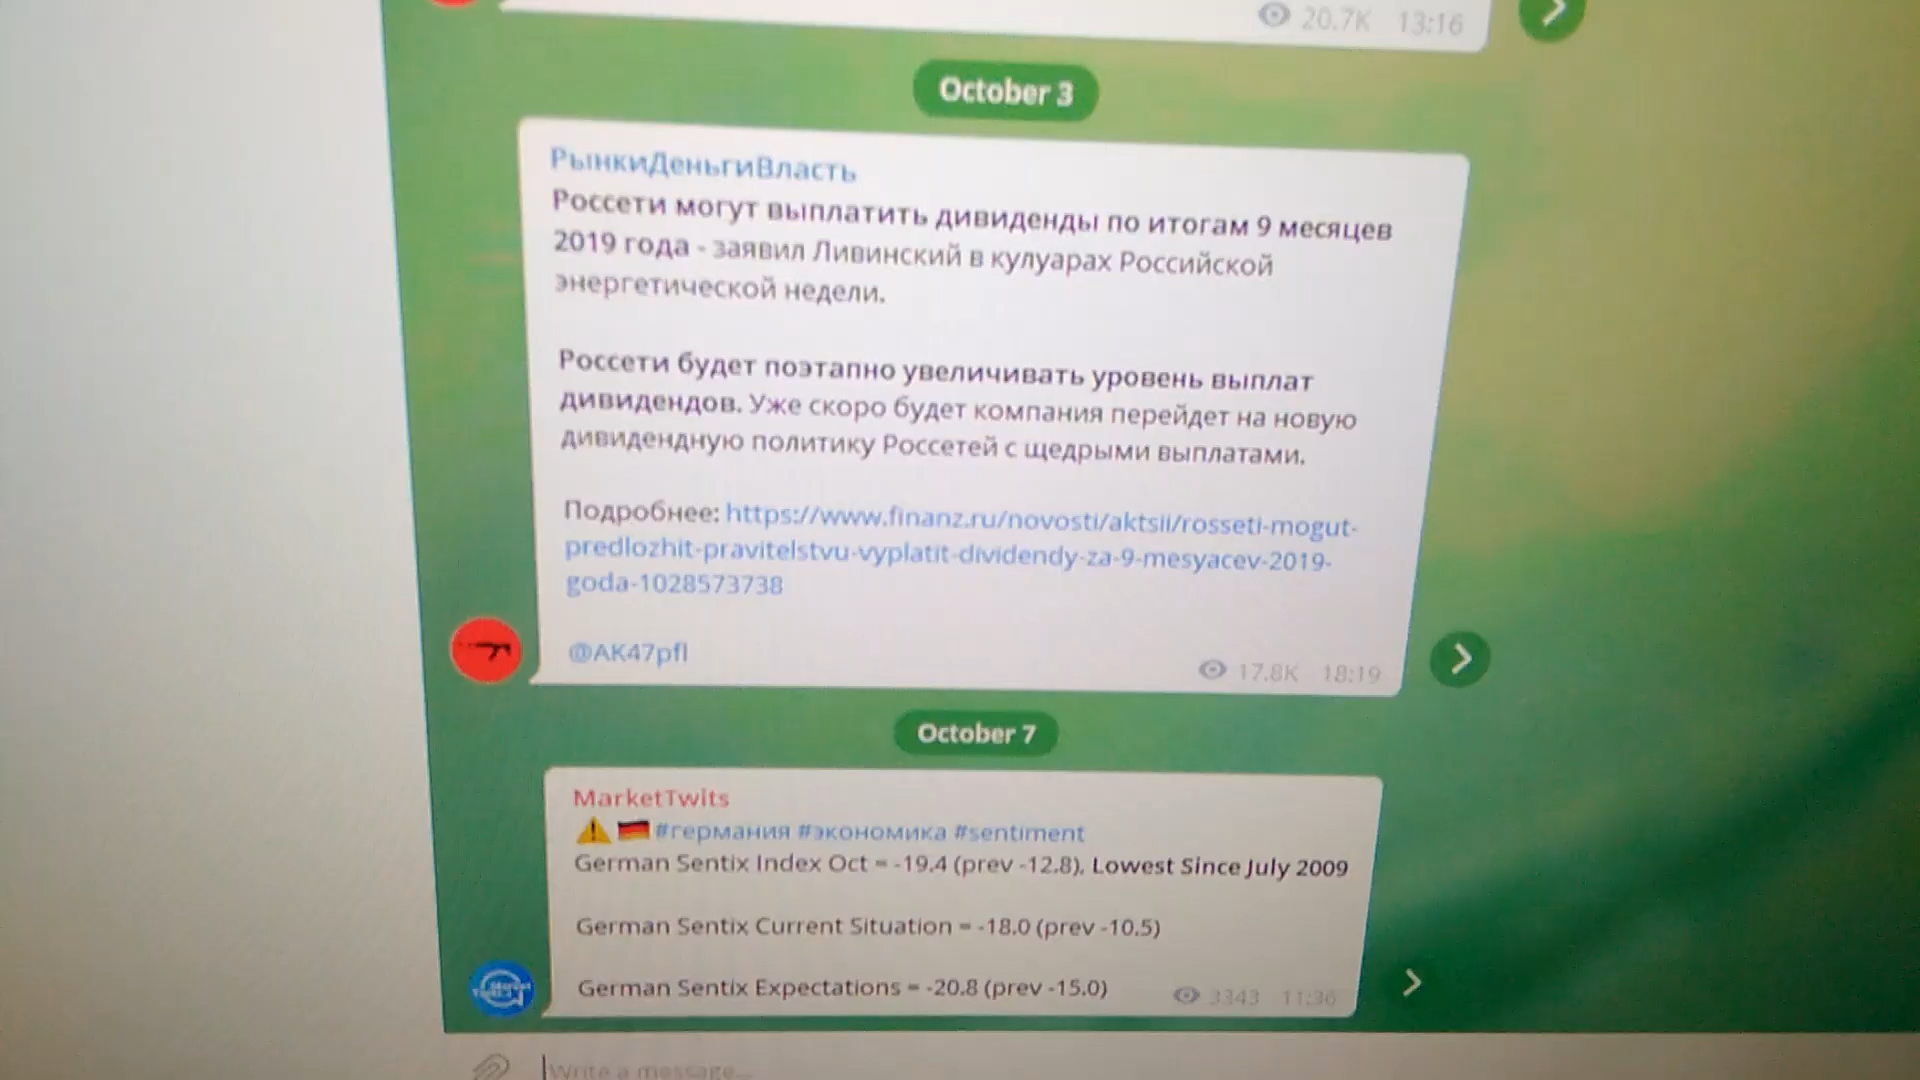 20.7K 13:16
October 3
РынкиДеньгиВласть
Россети могут выплатить дивиденды по итогам 9 месяцев
2019 года - заявил Ливинский в кулуарах Российской
энергетической недели.
Россети будет поэтапно увеличивать уровень выплат
дивидендов. Уже скоро будет компания перейдет на новую
дивидендную политику Россетей с щедрыми выплатами.
Подробнее: https://www.finanz.ru/novosti/aktsii/rosseti-mogut-
predlozhit-pravitelstvu-vyplatit-dividendy-za-9-mesyacev-2019-
goda-1028573738
@AK47pfl
17.8K 18:19
October 7
MarketTwits
#германия #экономика #sentiment
German Sentix Index Oct = -19.4 (prev -12.8), Lowest Since July 2009
German Sentix Current Situation = -18.0 (prev -10.5)
German Sentix Expectations = -20.8 (prev -15.0)
3343 11:36
Write a message...